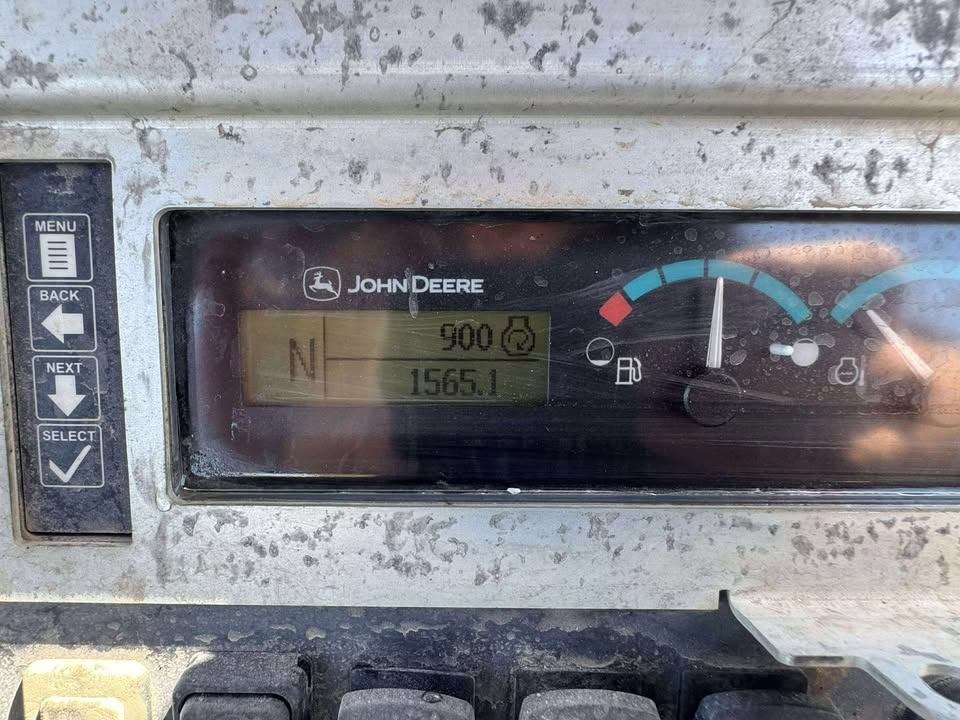 MENU
BACK
NEXT
SELECT
JOHN DEERE
N
900
1565.1